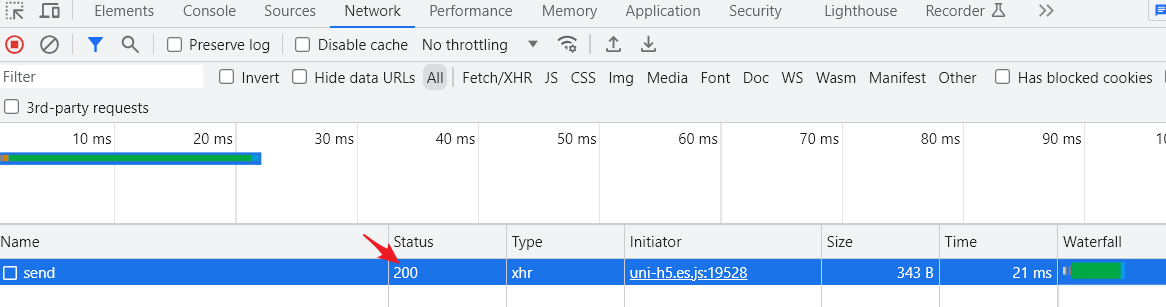 Elements Console Sources Network Performance Memory Application Security Lighthouse Recorder
Preserve log Disable cache No throttling
Filter Invert Hide data URLs All Fetch/XHR JS CSS Img Media Font Doc WS Wasm Manifest Other Has blocked cookies
3rd-party requests
10 ms 20 ms 30 ms 40 ms 50 ms 60 ms 70 ms 80 ms 90 ms 10
Name Status Type Initiator Size Time Waterfall
send 200 xhr uni-h5.es.js:19528 343 B 21 ms